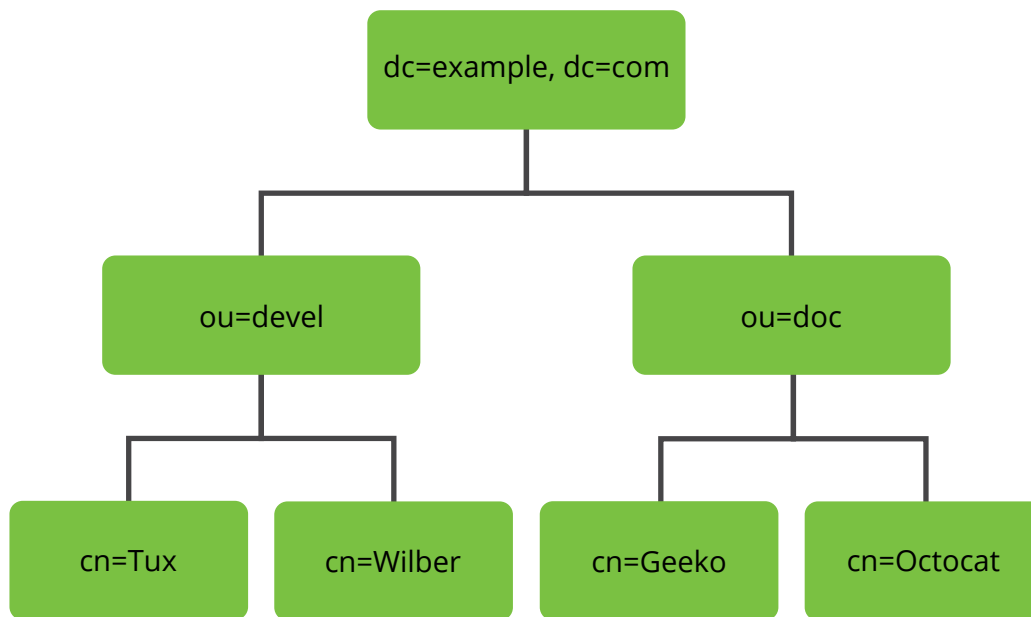 dc=example, dc=com
ou=devel
ou=doc
cn=Tux
cn=Wilber
cn=Geeko
cn=Octocat